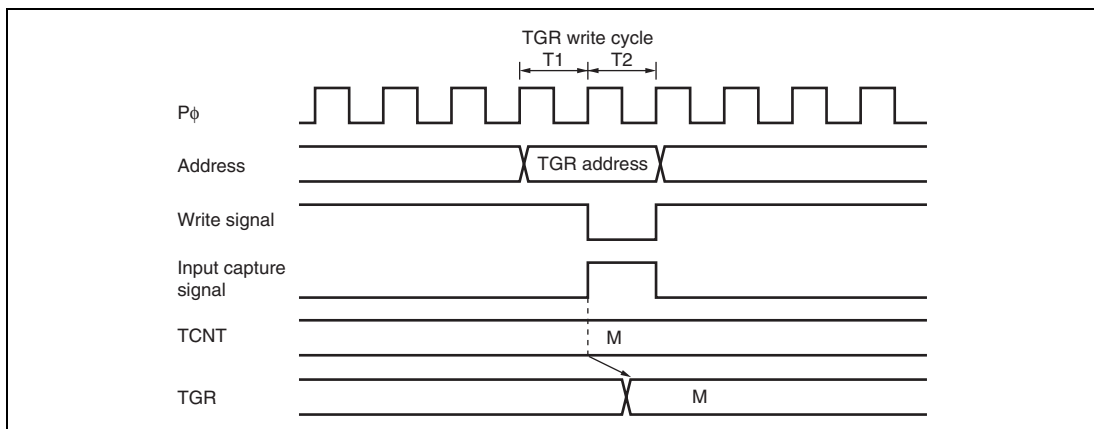 TGR write cycle
T1 T2
Pϕ
Address TGR address
Write signal
Input capture
signal
TCNT M
TGR M